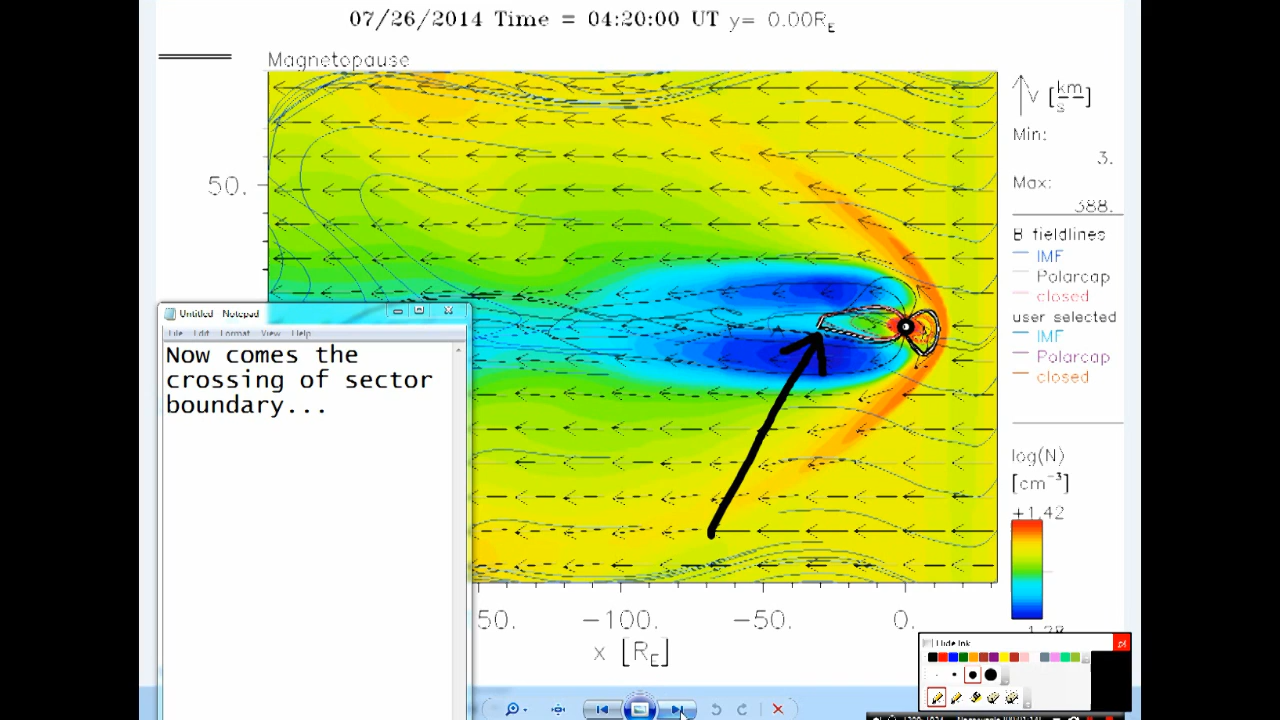 07/26/2014 Time = 04:20:00 UT y= 0.00RE
Magnetopause
V [km/s]
Min:
3.
Max:
388.
50.
B fieldlines
IMF
Polarcap
closed
user selected
IMF
Polarcap
closed
Untitled - Notepad
File Edit Format View Help
Now comes the
crossing of sector
boundary...
log(N)
[cm⁻³]
+1.42
50. −100. −50. 0.
x [RE]